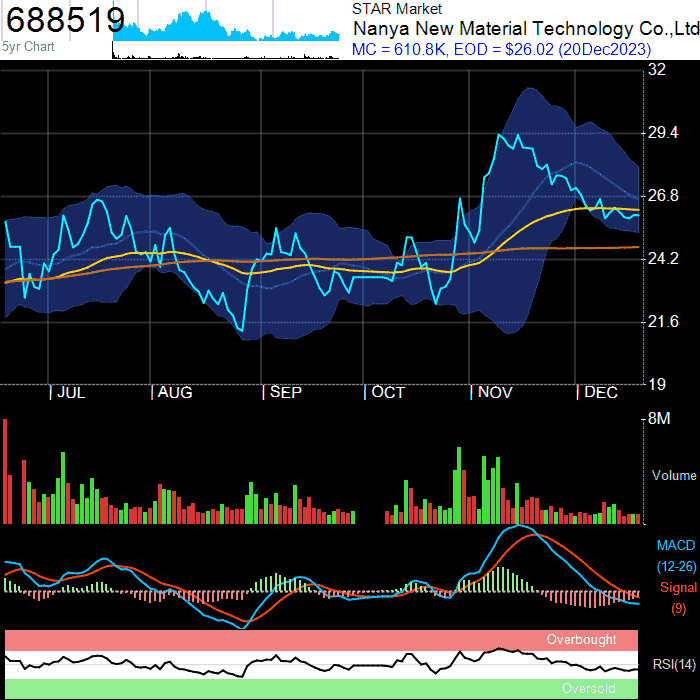 688519
5yr Chart
STAR Market
Nanya New Material Technology Co.,Ltd
MC = 610.8K, EOD = $26.02 (20Dec2023)
32
29.4
26.8
24.2
21.6
19
JUL
AUG
SEP
OCT
NOV
DEC
8M
Volume
MACD
(12-26)
Signal
(9)
Overbought
RSI(14)
Oversold